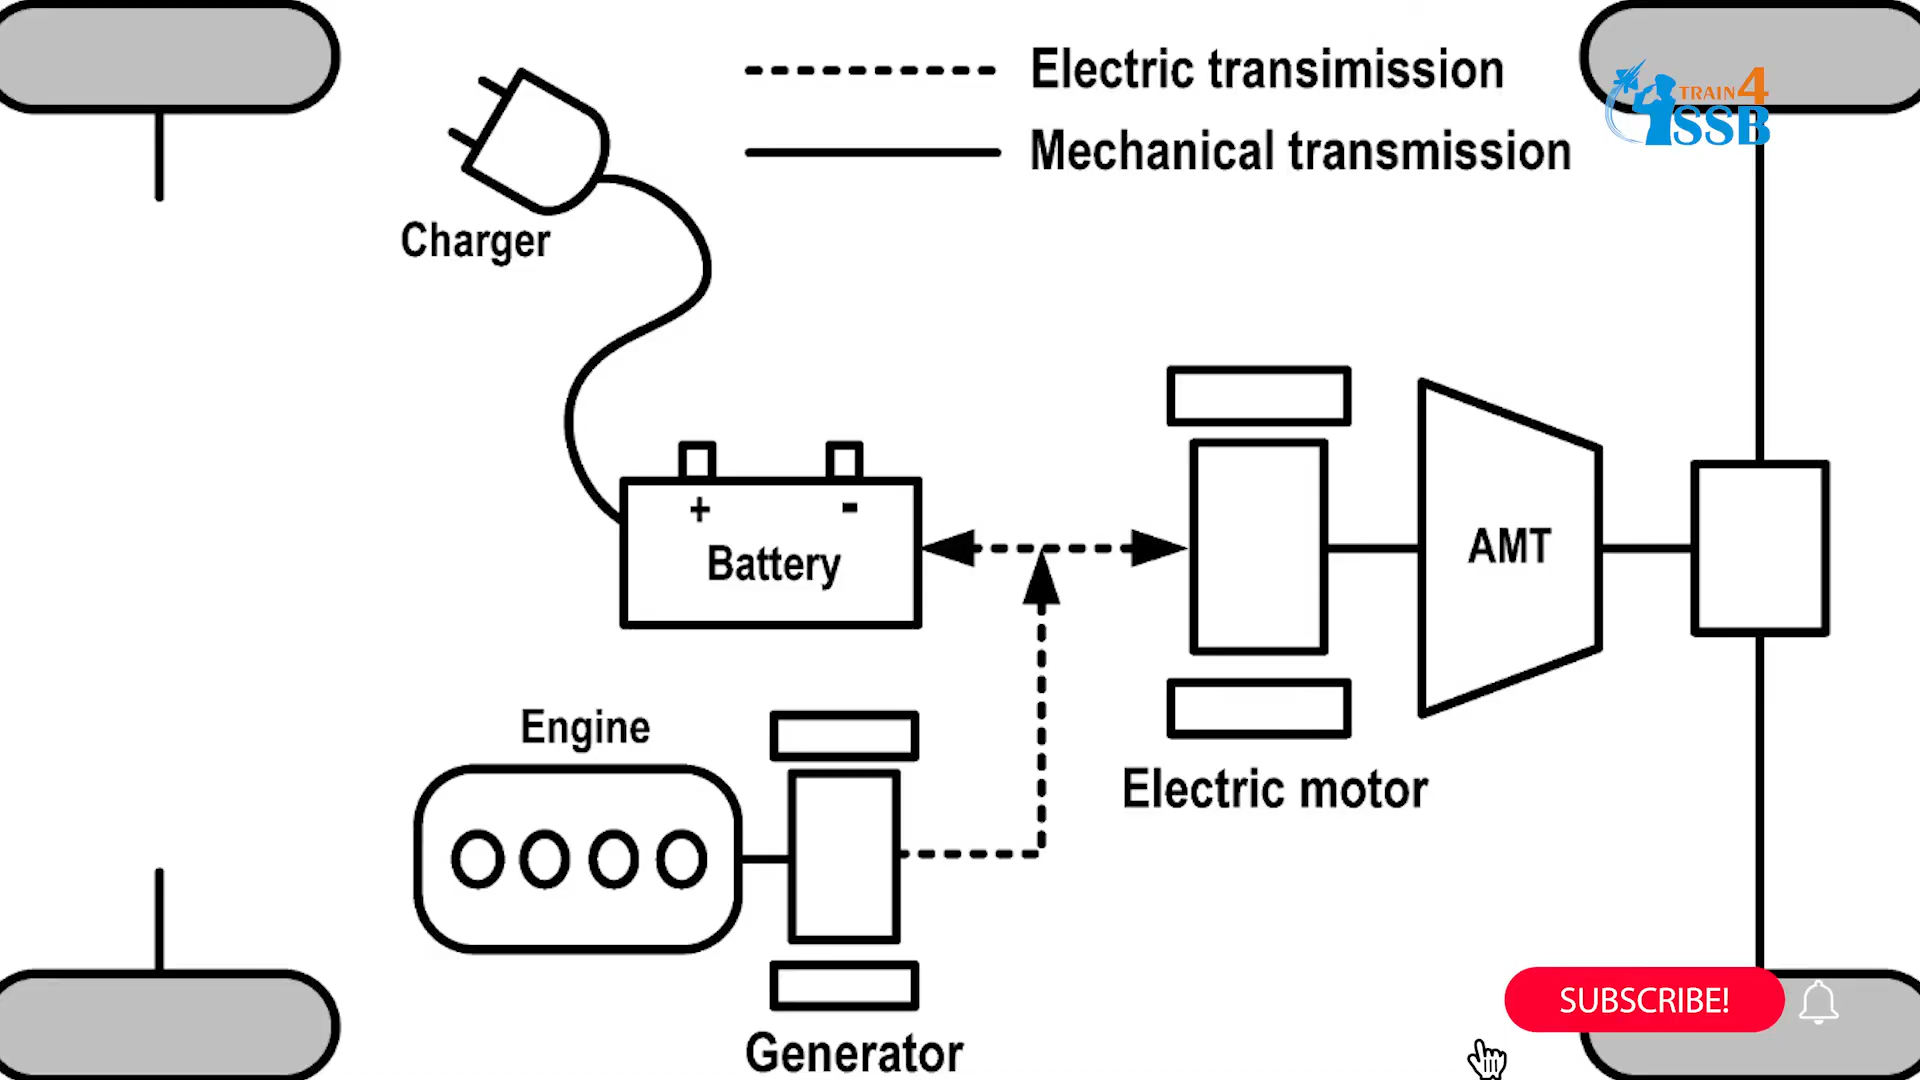 Electric transimission
TRAIN4
SSB
Mechanical transmission
Charger
+
-
Battery
AMT
Engine
Electric motor
SUBSCRIBE!
Generator